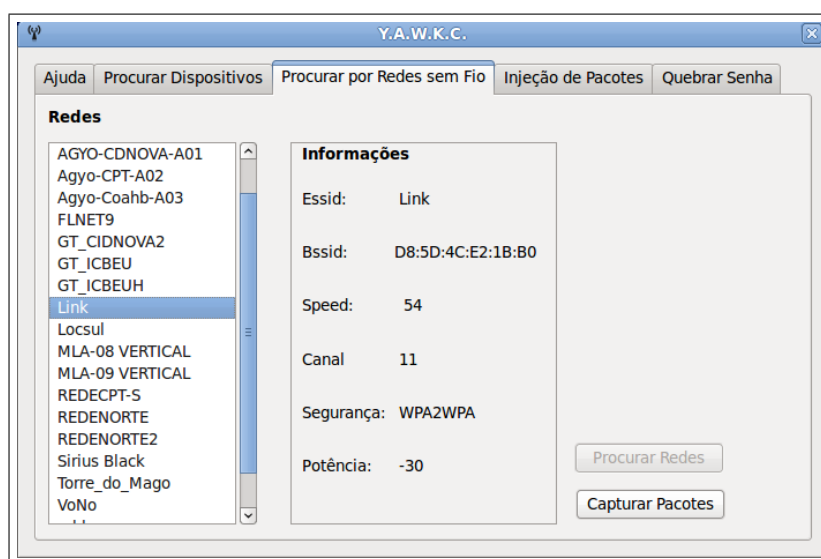 Y.A.W.K.C.
Ajuda Procurar Dispositivos Procurar por Redes sem Fio Injeção de Pacotes Quebrar Senha
Redes
AGYO-CDNOVA-A01
Agyo-CPT-A02
Agyo-Coahb-A03
FLNET9
GT_CIDNOVA2
GT_ICBEU
GT_ICBEUH
Link
Locsul
MLA-08 VERTICAL
MLA-09 VERTICAL
REDECPT-S
REDENORTE
REDENORTE2
Sirius Black
Torre_do_Mago
VoNo
Informações
Essid: Link
Bssid: D8:5D:4C:E2:1B:B0
Speed: 54
Canal 11
Segurança: WPA2WPA
Potência: -30
Procurar Redes
Capturar Pacotes